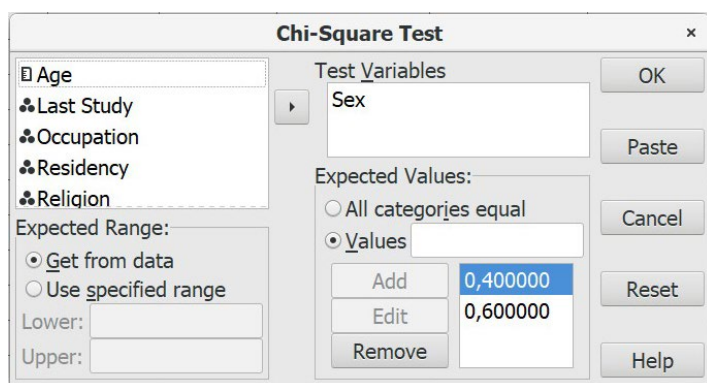 Chi-Square Test ×
Age
Last Study
Occupation
Residency
Religion
Expected Range:
Get from data
Use specified range
Lower:
Upper:
Test Variables
Sex
Expected Values:
All categories equal
Values
Add
Edit
Remove
0,400000
0,600000
OK
Paste
Cancel
Reset
Help